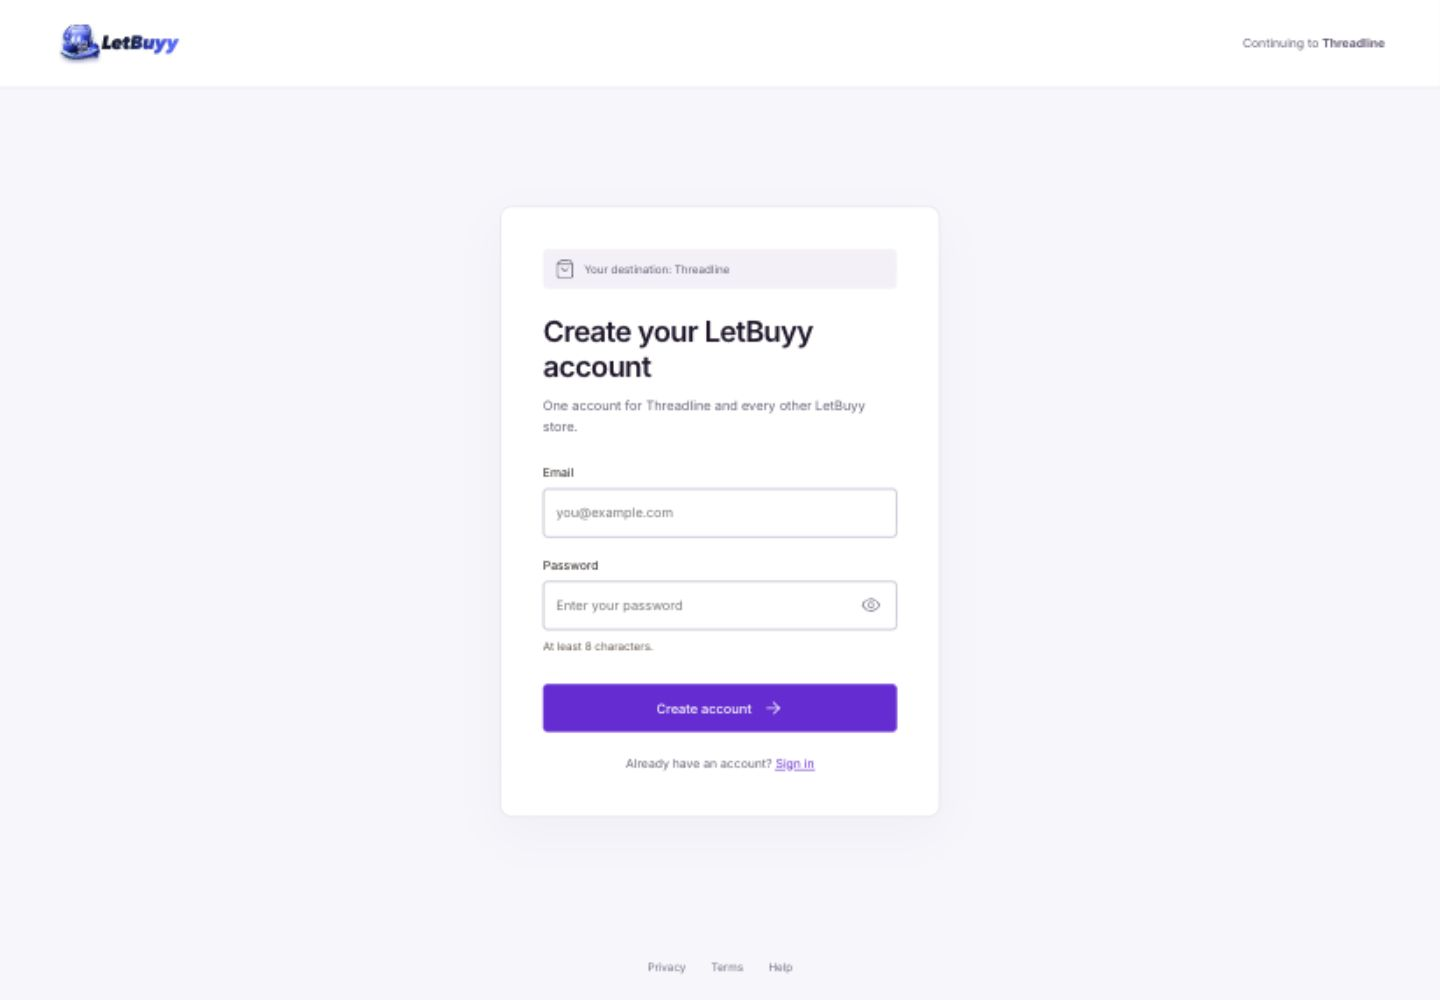 LetBuyy
Continuing to Threadline
Your destination: Threadline
Create your LetBuyy
account
One account for Threadline and every other LetBuyy
store.
Email
you@example.com
Password
Enter your password
At least 8 characters.
Create account
Already have an account? Sign in
Privacy Terms Help